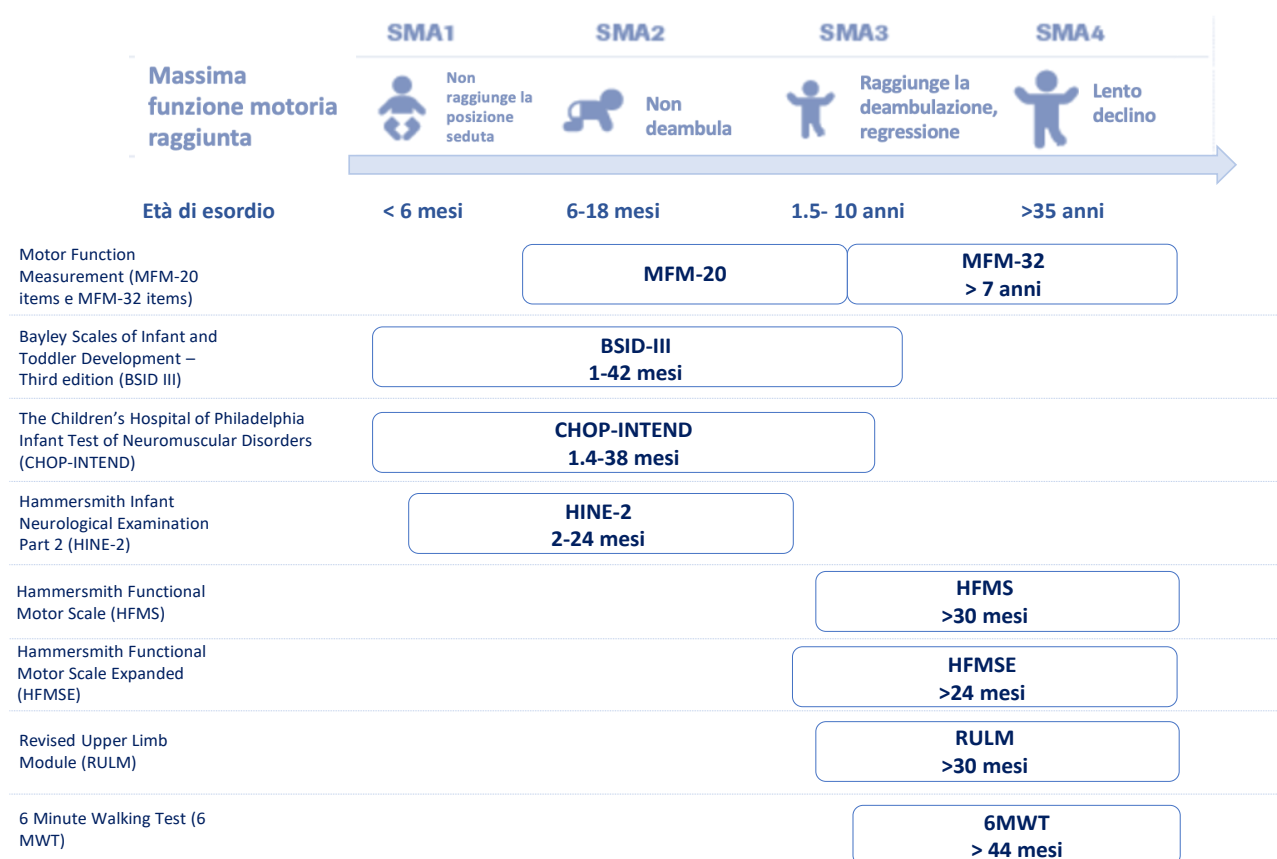 SMA1 SMA2 SMA3 SMA4
Massima
funzione motoria
raggiunta
Non
raggiunge la
posizione
seduta
Non
deambula
Raggiunge la
deambulazione,
regressione
Lento
declino
Età di esordio < 6 mesi 6-18 mesi 1.5- 10 anni >35 anni
Motor Function
Measurement (MFM-20
items e MFM-32 items)
MFM-20
MFM-32
> 7 anni
Bayley Scales of Infant and
Toddler Development –
Third edition (BSID III)
BSID-III
1-42 mesi
The Children’s Hospital of Philadelphia
Infant Test of Neuromuscular Disorders
(CHOP-INTEND)
CHOP-INTEND
1.4-38 mesi
Hammersmith Infant
Neurological Examination
Part 2 (HINE-2)
HINE-2
2-24 mesi
Hammersmith Functional
Motor Scale (HFMS)
HFMS
>30 mesi
Hammersmith Functional
Motor Scale Expanded
(HFMSE)
HFMSE
>24 mesi
Revised Upper Limb
Module (RULM)
RULM
>30 mesi
6 Minute Walking Test (6
MWT)
6MWT
> 44 mesi